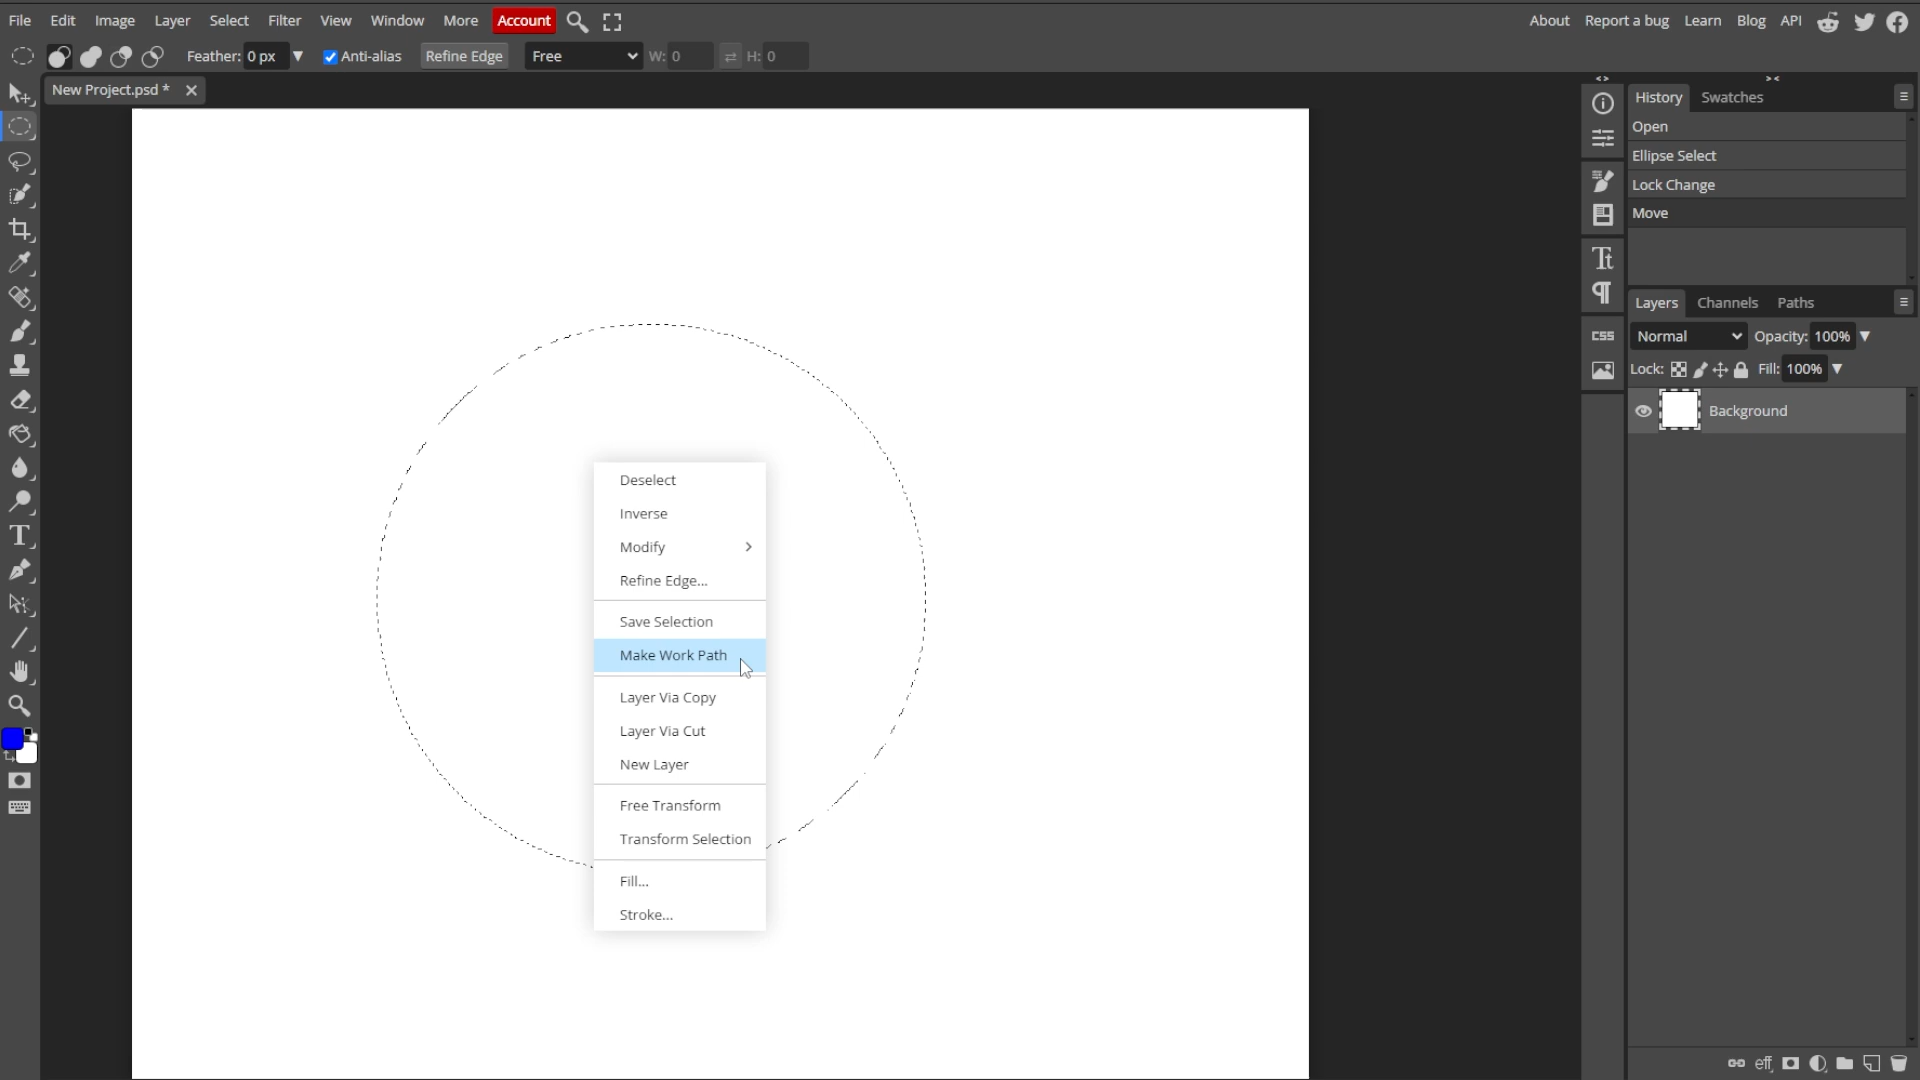 File Edit Image Layer Select Filter View Window More Account About Report a bug Learn Blog API
Feather: 0 px Anti-alias Refine Edge Free W: 0 H: 0
New Project.psd *
History Swatches
Open
Ellipse Select
Lock Change
Move
Layers Channels Paths
Normal Opacity: 100%
Lock: Fill: 100%
Background
CSS
Deselect
Inverse
Modify
Refine Edge...
Save Selection
Make Work Path
Layer Via Copy
Layer Via Cut
New Layer
Free Transform
Transform Selection
Fill...
Stroke...
eff